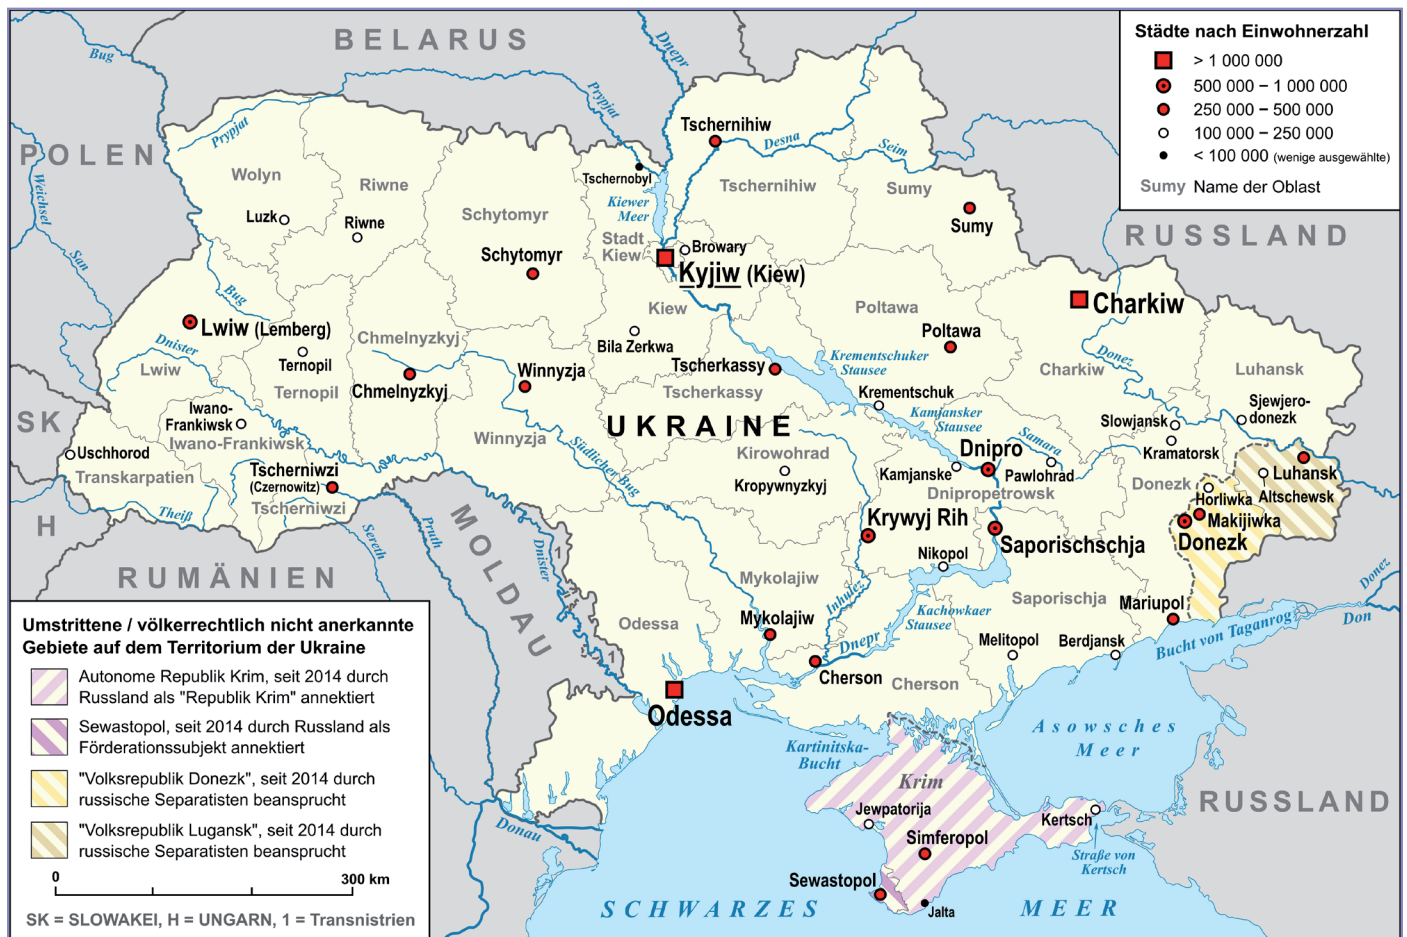 BELARUS
POLEN
SK
H
RUMÄNIEN
MOLDAU
RUSSLAND
RUSSLAND
UKRAINE
Städte nach Einwohnerzahl
> 1 000 000
500 000 – 1 000 000
250 000 – 500 000
100 000 – 250 000
< 100 000 (wenige ausgewählte)
Sumy Name der Oblast
Bug
Prypjat
Prypjat
Dnepr
Weichsel
San
Bug
Desna
Seim
Tschernihiw
Tschernobyl
Kiewer
Meer
Wolyn
Riwne
Luzk
Riwne
Schytomyr
Schytomyr
Stadt
Kiew
Browary
Kyjiw (Kiew)
Kiew
Bila Zerkwa
Tschernihiw
Sumy
Sumy
Charkiw
Poltawa
Poltawa
Lwiw (Lemberg)
Dnister
Lwiw
Ternopil
Ternopil
Chmelnyzkyj
Chmelnyzkyj
Winnyzja
Winnyzja
Tscherkassy
Tscherkassy
Krementschuker
Stausee
Krementschuk
Kamjansker
Stausee
Charkiw
Donez
Luhansk
Sjewjero-
donezk
Slowjansk
Kramatorsk
Iwano-
Frankiwsk
Iwano-Frankiwsk
Uschhorod
Transkarpatien
Tscherniwzi
(Czernowitz)
Tscherniwzi
Theiß
Sereth
Pruth
Dnister
Südlicher Bug
Kirowohrad
Kropywnyzkyj
Dnipro
Samara
Kamjanske
Pawlohrad
Dnipropetrowsk
Donezk
Luhansk
Altschewsk
Horliwka
Makijiwka
Donezk
Krywyj Rih
Saporischschja
Nikopol
Inhulez
Mykolajiw
Mykolajiw
Kachowkaer
Stausee
Dnepr
Saporischja
Mariupol
Melitopol
Berdjansk
Donez
Don
Bucht von Taganrog
Odessa
Odessa
Cherson
Cherson
1
1
1
Asowsches
Meer
Kartinitska-
Bucht
Krim
Jewpatorija
Simferopol
Kertsch
Straße von
Kertsch
Sewastopol
Jalta
Donau
SCHWARZES MEER
Umstrittene / völkerrechtlich nicht anerkannte
Gebiete auf dem Territorium der Ukraine
Autonome Republik Krim, seit 2014 durch
Russland als "Republik Krim" annektiert
Sewastopol, seit 2014 durch Russland als
Förderationssubjekt annektiert
"Volksrepublik Donezk", seit 2014 durch
russische Separatisten beansprucht
"Volksrepublik Lugansk", seit 2014 durch
russische Separatisten beansprucht
0 300 km
SK = SLOWAKEI, H = UNGARN, 1 = Transnistrien